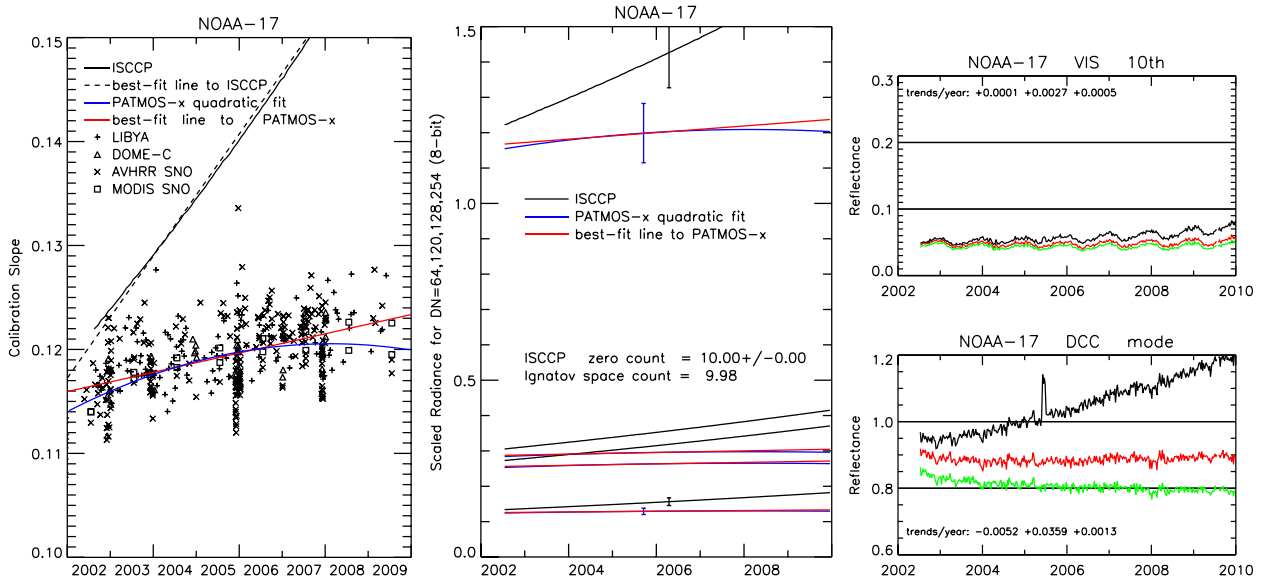 NOAA-17
0.15
0.14
0.13
0.12
0.11
0.10
Calibration Slope
ISCCP
best-fit line to ISCCP
PATMOS-x quadratic fit
best-fit line to PATMOS-x
LIBYA
DOME-C
AVHRR SNO
MODIS SNO
2002 2003 2004 2005 2006 2007 2008 2009
NOAA-17
1.5
1.0
0.5
0.0
Scaled Radiance for DN=64,120,128,254 (8-bit)
ISCCP
PATMOS-x quadratic fit
best-fit line to PATMOS-x
ISCCP zero count = 10.00+/-0.00
Ignatov space count = 9.98
2002 2004 2006 2008
NOAA-17 VIS 10th
0.3
0.2
0.1
0.0
Reflectance
trends/year: +0.0001 +0.0027 +0.0005
2002 2004 2006 2008 2010
NOAA-17 DCC mode
1.2
1.0
0.8
0.6
Reflectance
trends/year: -0.0052 +0.0359 +0.0013
2002 2004 2006 2008 2010